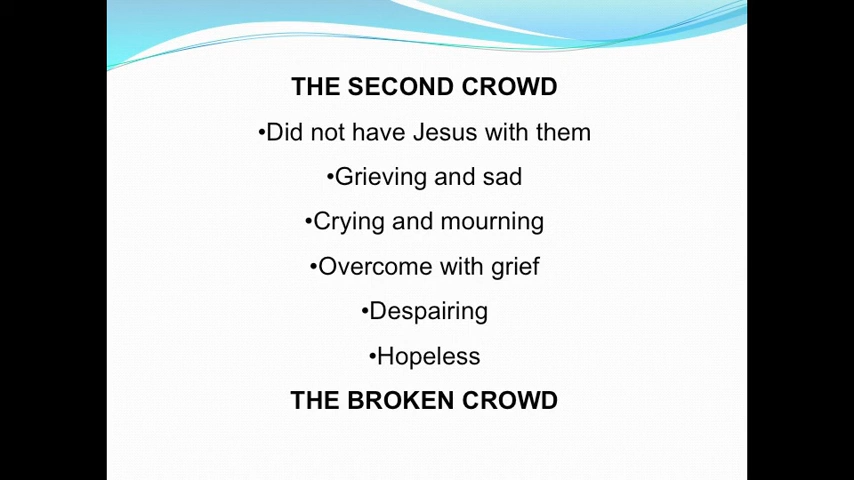 THE SECOND CROWD
•Did not have Jesus with them
•Grieving and sad
•Crying and mourning
•Overcome with grief
•Despairing
•Hopeless
THE BROKEN CROWD